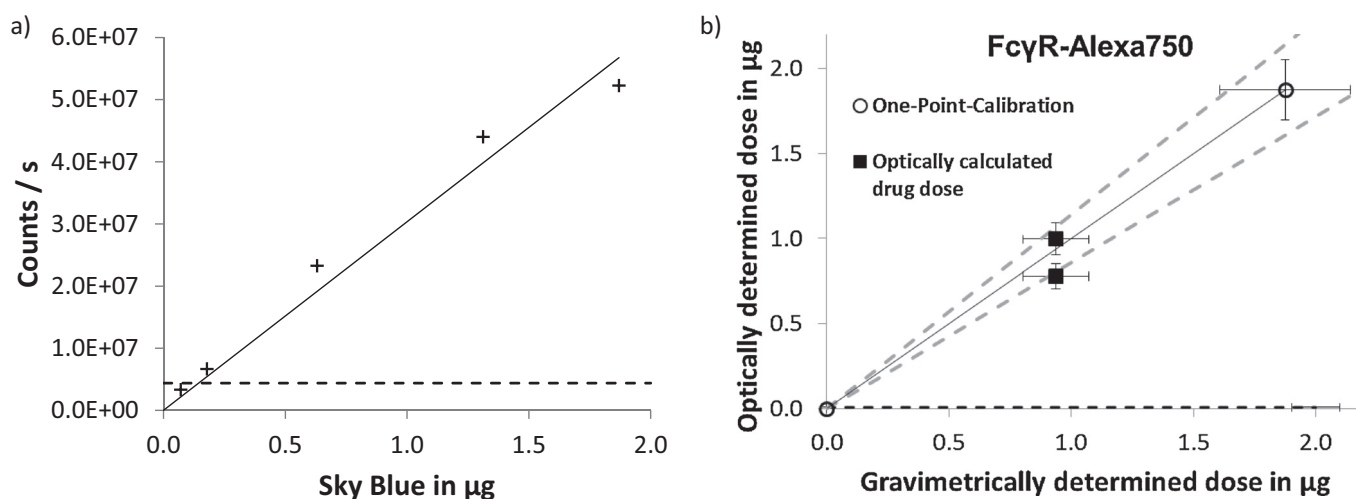 a)
6.0E+07
5.0E+07
4.0E+07
3.0E+07
2.0E+07
1.0E+07
0.0E+00
Counts / s
0.0
0.5
1.0
1.5
2.0
Sky Blue in µg
b)
FcγR-Alexa750
One-Point-Calibration
Optically calculated
drug dose
2.0
1.5
1.0
0.5
0.0
Optically determined dose in µg
0.0
0.5
1.0
1.5
2.0
Gravimetrically determined dose in µg